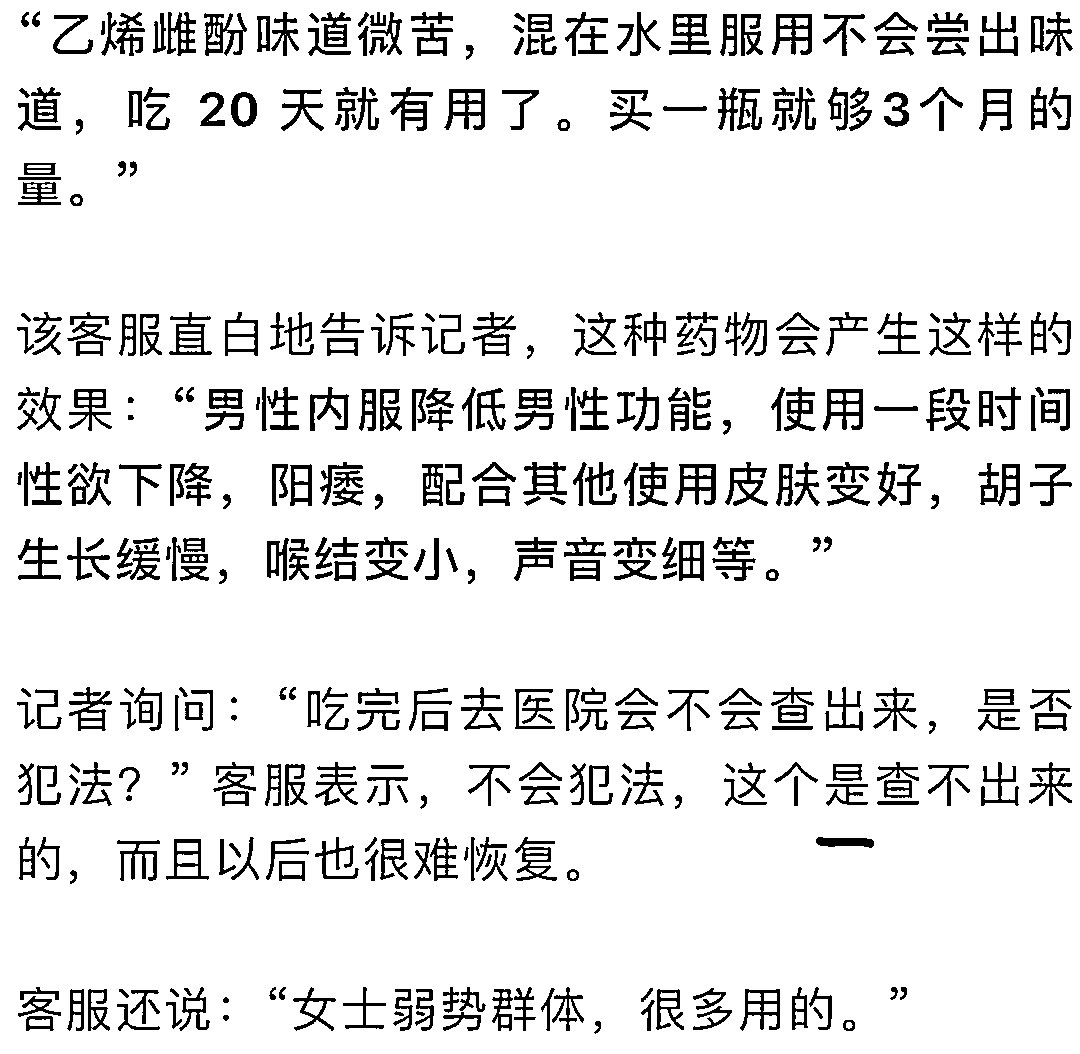 “乙烯雌酚味道微苦，混在水里服用不会尝出味
道，吃 20 天就有用了。买一瓶就够3个月的
量。”
该客服直白地告诉记者，这种药物会产生这样的
效果：“男性内服降低男性功能，使用一段时间
性欲下降，阳痿，配合其他使用皮肤变好，胡子
生长缓慢，喉结变小，声音变细等。”
记者询问：“吃完后去医院会不会查出来，是否
犯法？”客服表示，不会犯法，这个是查不出来
的，而且以后也很难恢复。
客服还说：“女士弱势群体，很多用的。”